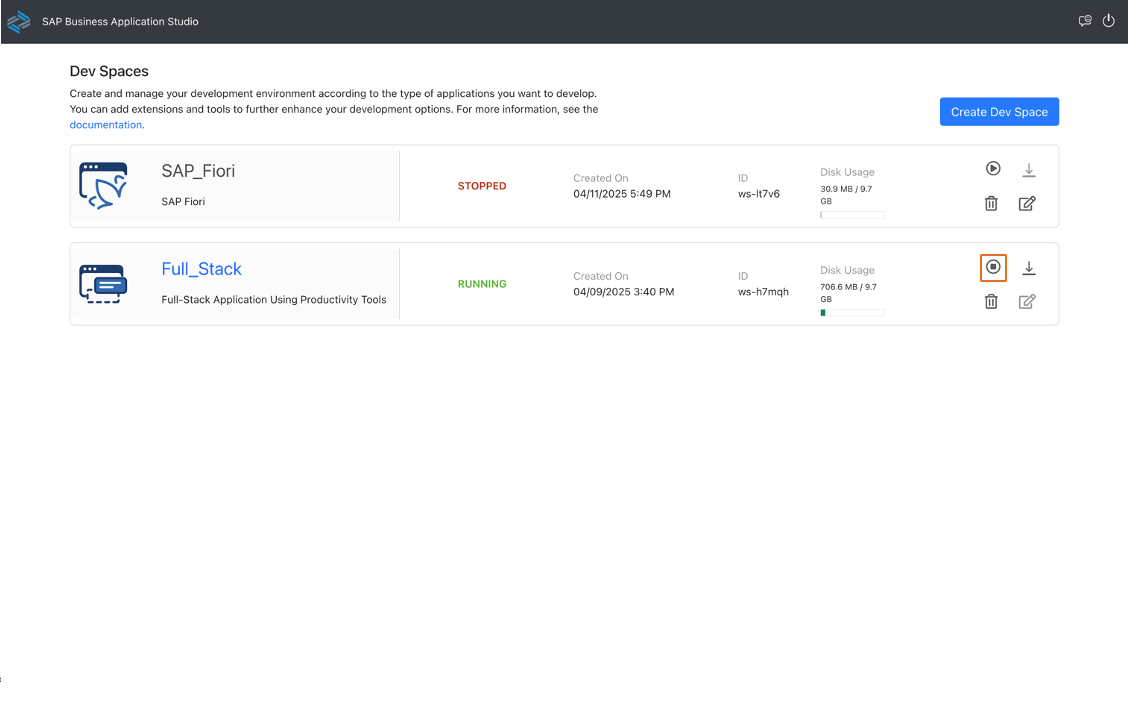 SAP Business Application Studio
Dev Spaces
Create and manage your development environment according to the type of applications you want to develop.
You can add extensions and tools to further enhance your development options. For more information, see the
documentation.
Create Dev Space
SAP_Fiori
SAP Fiori
STOPPED
Created On
04/11/2025 5:49 PM
ID
ws-lt7v6
Disk Usage
30.9 MB / 9.7
GB
Full_Stack
Full-Stack Application Using Productivity Tools
RUNNING
Created On
04/09/2025 3:40 PM
ID
ws-h7mqh
Disk Usage
706.6 MB / 9.7
GB